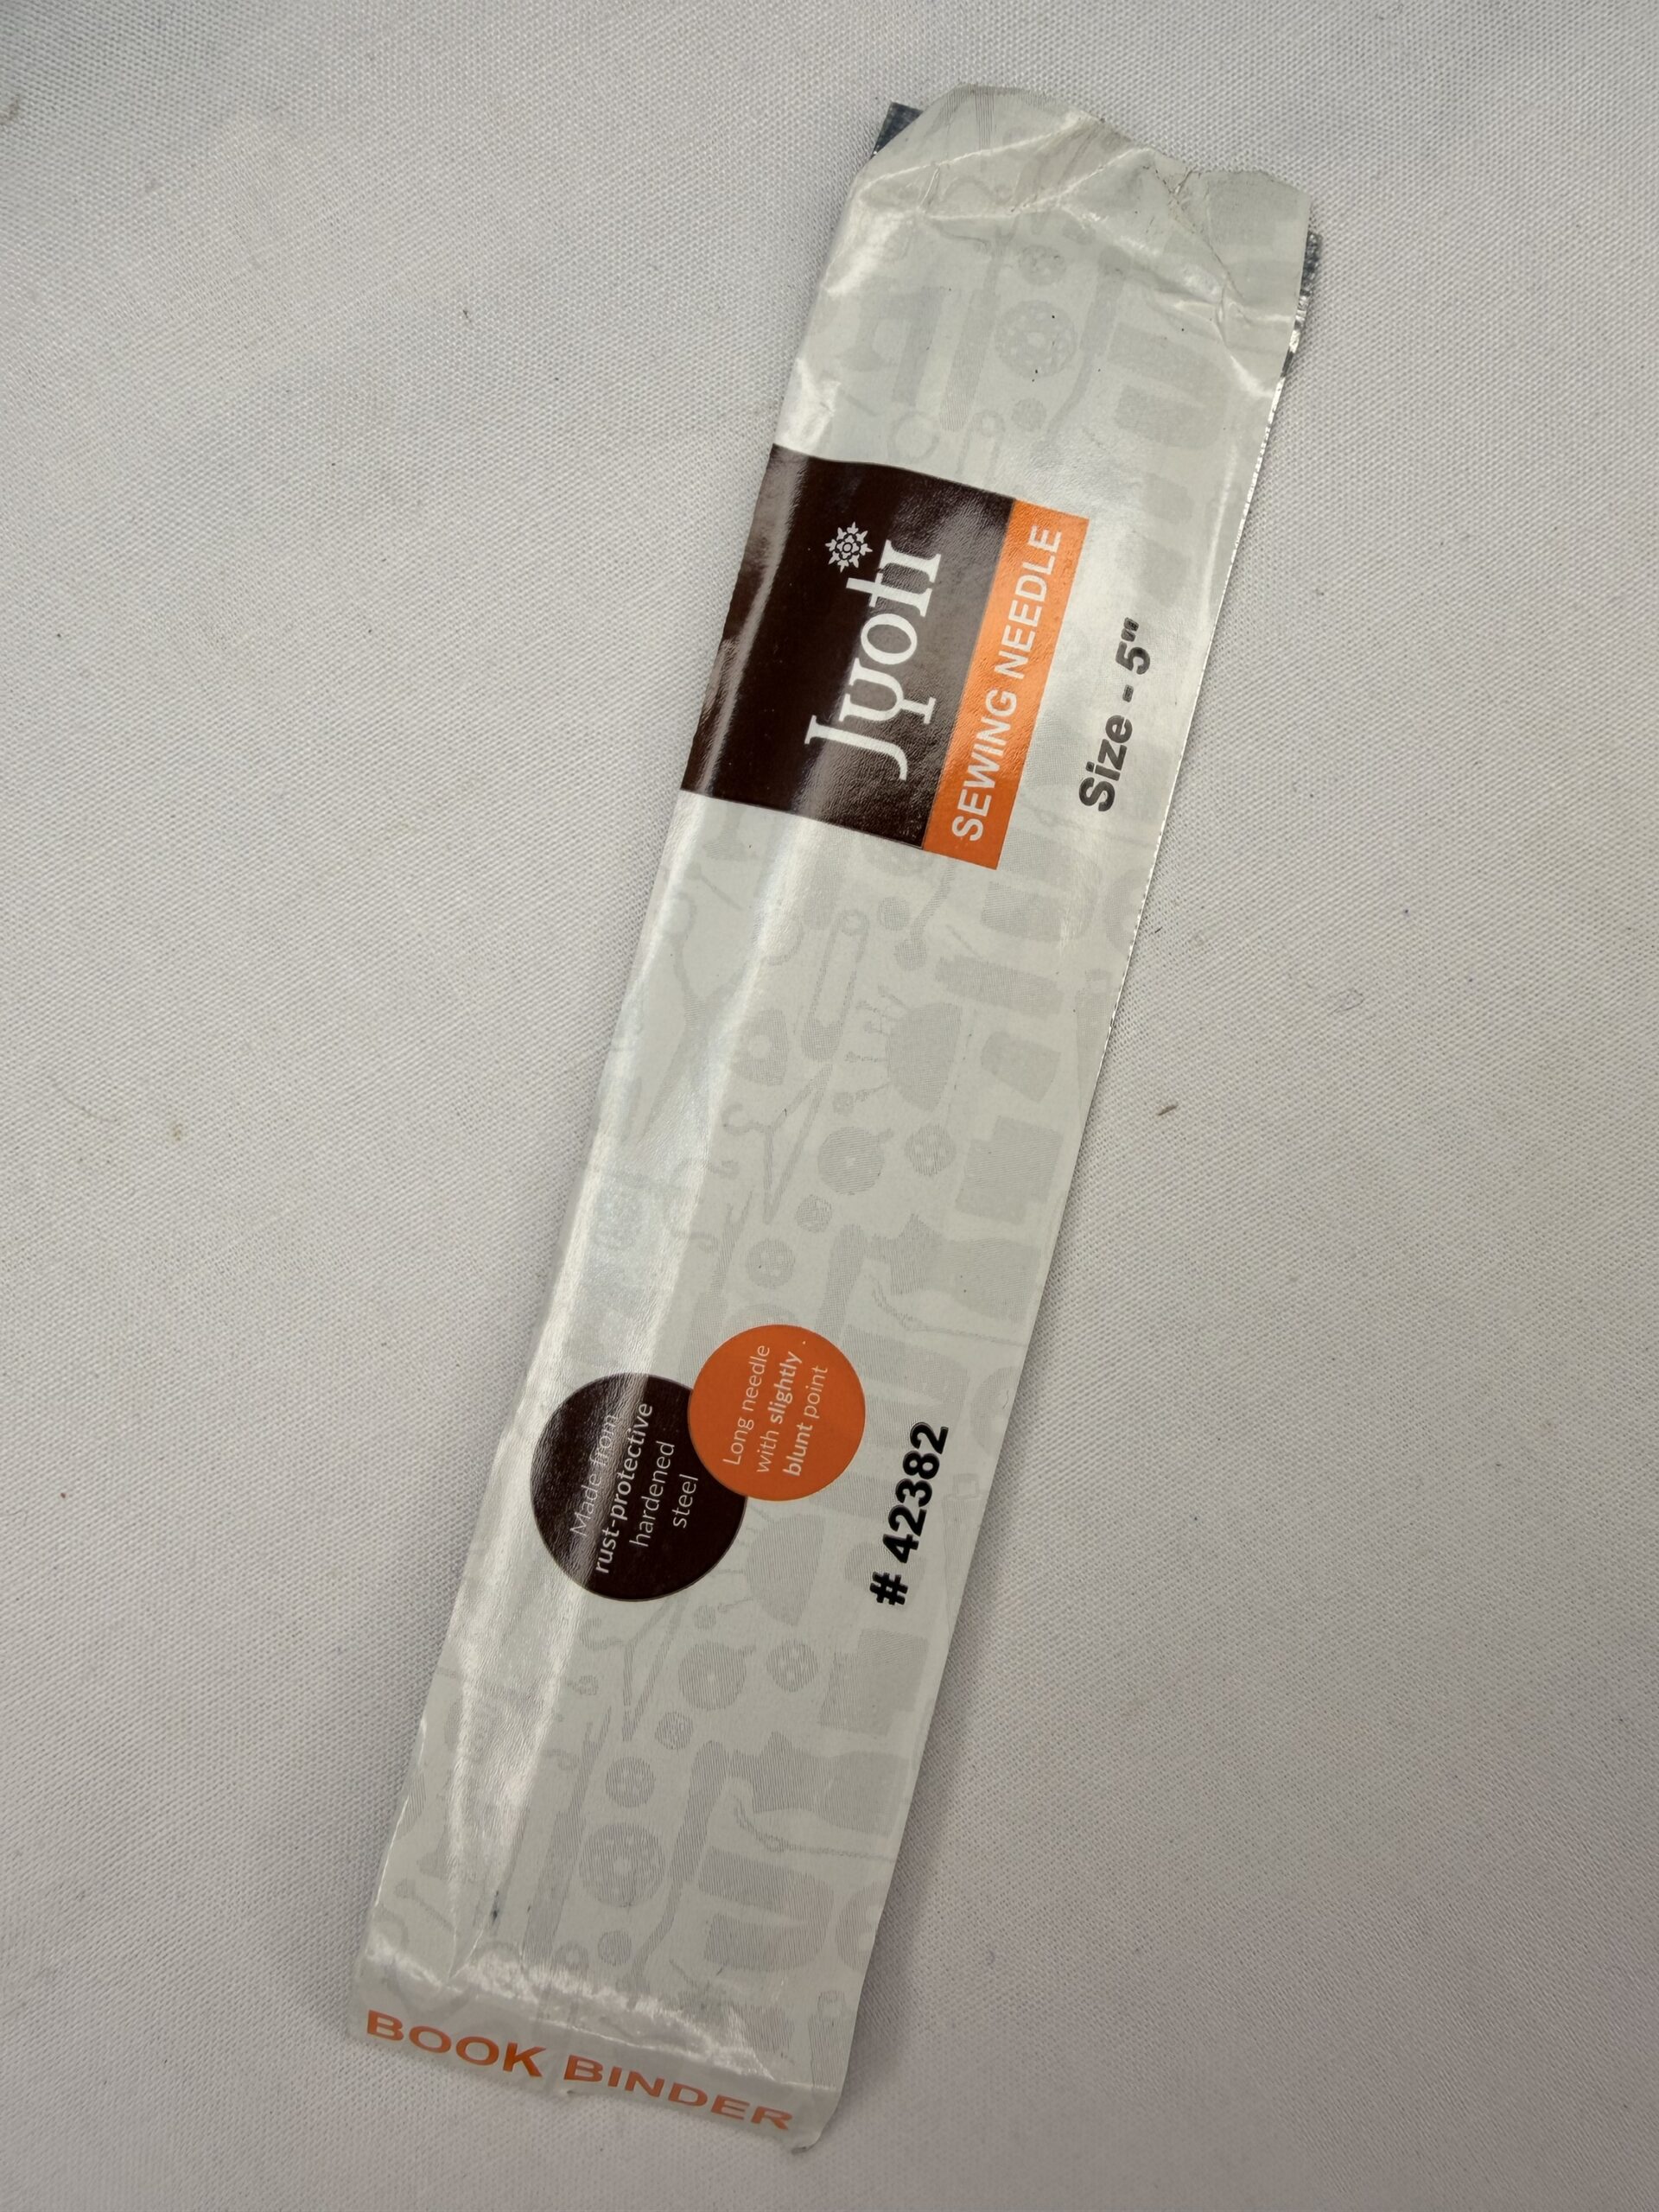 Jyoti
SEWING NEEDLE
Size - 5"
Made from
rust-protective
hardened
steel
Long needle
with slightly
blunt point
# 42382
BOOK BINDER